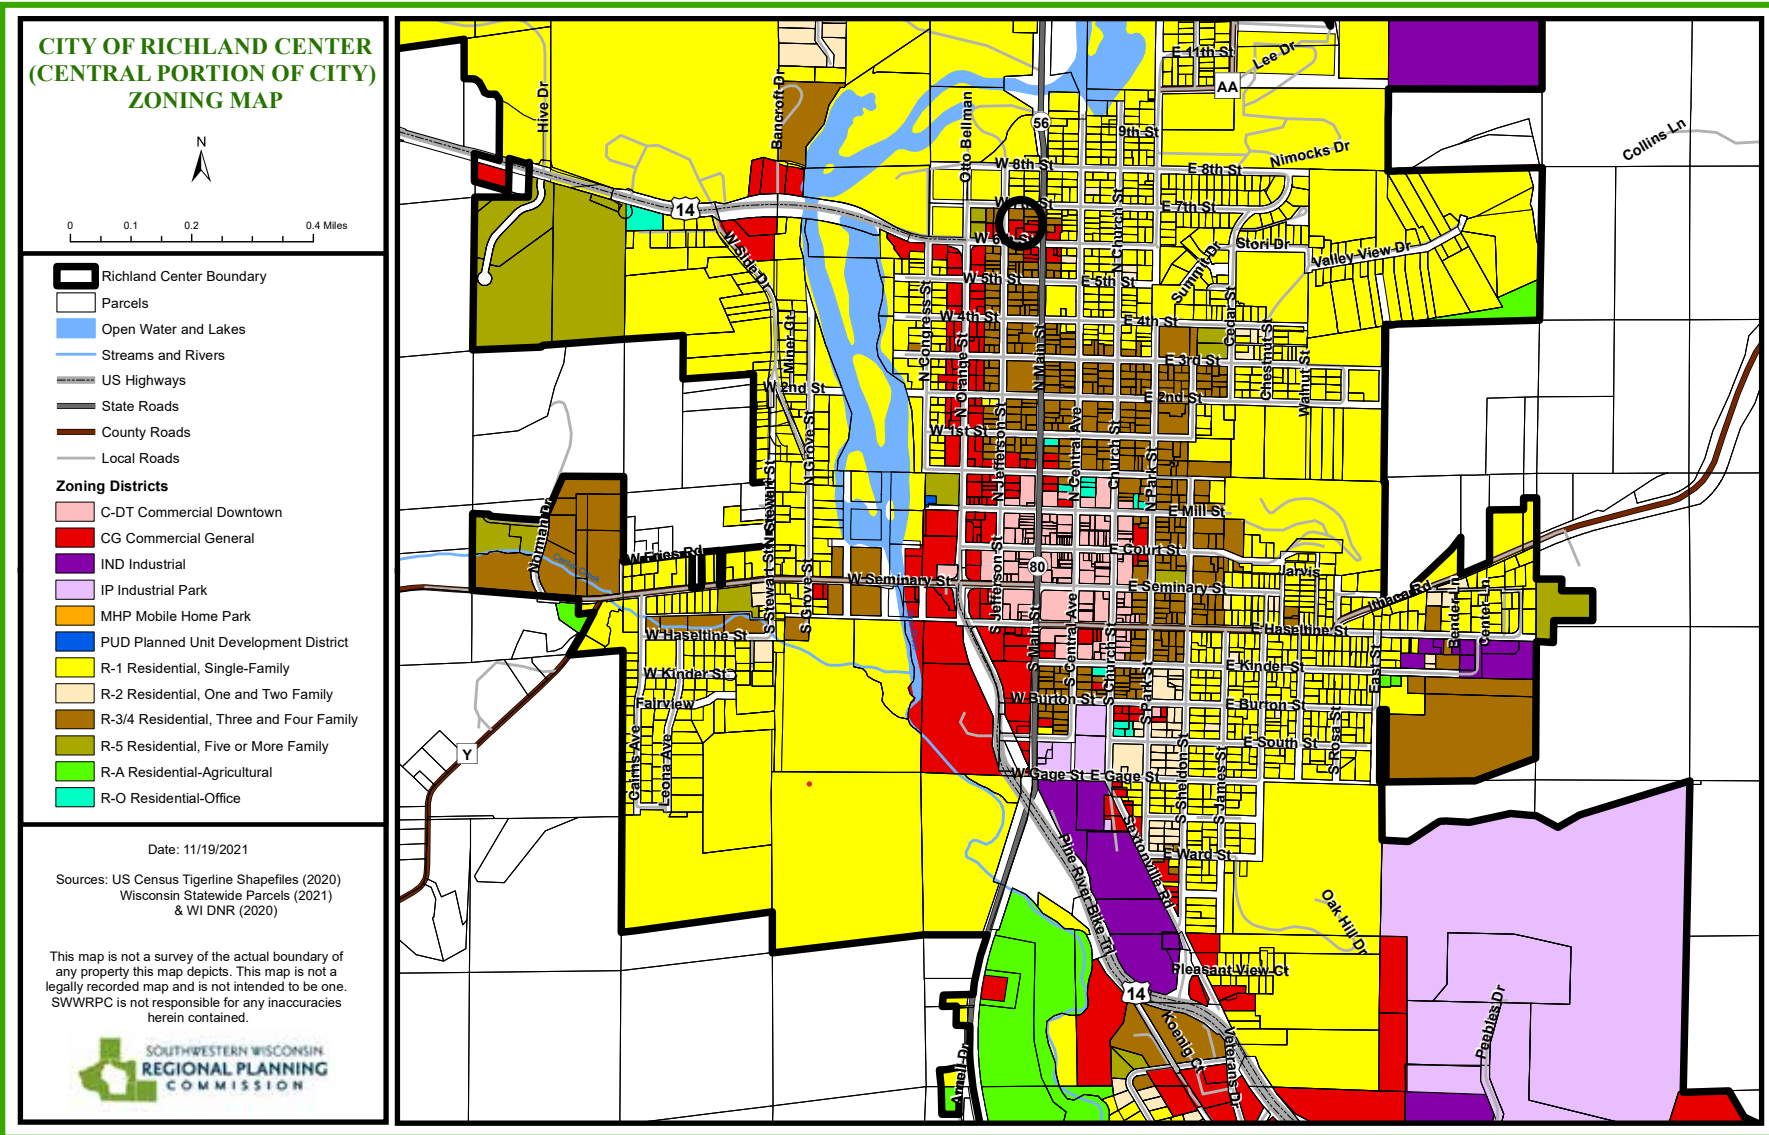 CITY OF RICHLAND CENTER
(CENTRAL PORTION OF CITY)
ZONING MAP
N
0 0.1 0.2 0.4 Miles
Richland Center Boundary
Parcels
Open Water and Lakes
Streams and Rivers
US Highways
State Roads
County Roads
Local Roads
Zoning Districts
C-DT Commercial Downtown
CG Commercial General
IND Industrial
IP Industrial Park
MHP Mobile Home Park
PUD Planned Unit Development District
R-1 Residential, Single-Family
R-2 Residential, One and Two Family
R-3/4 Residential, Three and Four Family
R-5 Residential, Five or More Family
R-A Residential-Agricultural
R-O Residential-Office
Date: 11/19/2021
Sources: US Census Tigerline Shapefiles (2020)
Wisconsin Statewide Parcels (2021)
& WI DNR (2020)
This map is not a survey of the actual boundary of
any property this map depicts. This map is not a
legally recorded map and is not intended to be one.
SWWRPC is not responsible for any inaccuracies
herein contained.
SOUTHWESTERN WISCONSIN
REGIONAL PLANNING
COMMISSION
E 11th St
Lee Dr
AA
Hive Dr
Bancroft Dr
Otto Bellman
56
9th St
Collins Ln
W 8th St
E 8th St
Nimocks Dr
14
E 7th St
N Church St
W Side Dr
Stori Dr
Valley View Dr
Summit Dr
W 5th St
E 5th St
N Congress St
W 4th St
E 4th St
Cedar St
Chestnut St
Walnut St
Miner Ct
N Orange St
N Main St
E 3rd St
W 2nd St
E 2nd St
N Grove St
W 1st St
N Jefferson St
N Central Ave
Church St
N Park St
N Stewart St
Norman Dr
E Mill St
W Fries Rd
E Court St
Jarvis
80
W Seminary St
E Seminary St
Ithaca Rd
Bender Ln
Center Ln
S Stewart St
S Grove St
S Jefferson St
W Haseltine St
E Haseltine St
S Main St
S Central Ave
S Church St
W Kinder St
E Kinder St
East St
Fairview
W Burton St
S Park St
E Burton St
S Rosa St
Y
Cairns Ave
Leona Ave
E South St
W Gage St
E Gage St
S Sheldon St
S James St
Sextonville Rd
E Ward St
Pine River Bike Trl
Oak Hill Dr
Pleasant View Ct
14
Koenig Ct
Veterans Dr
Peebles Dr